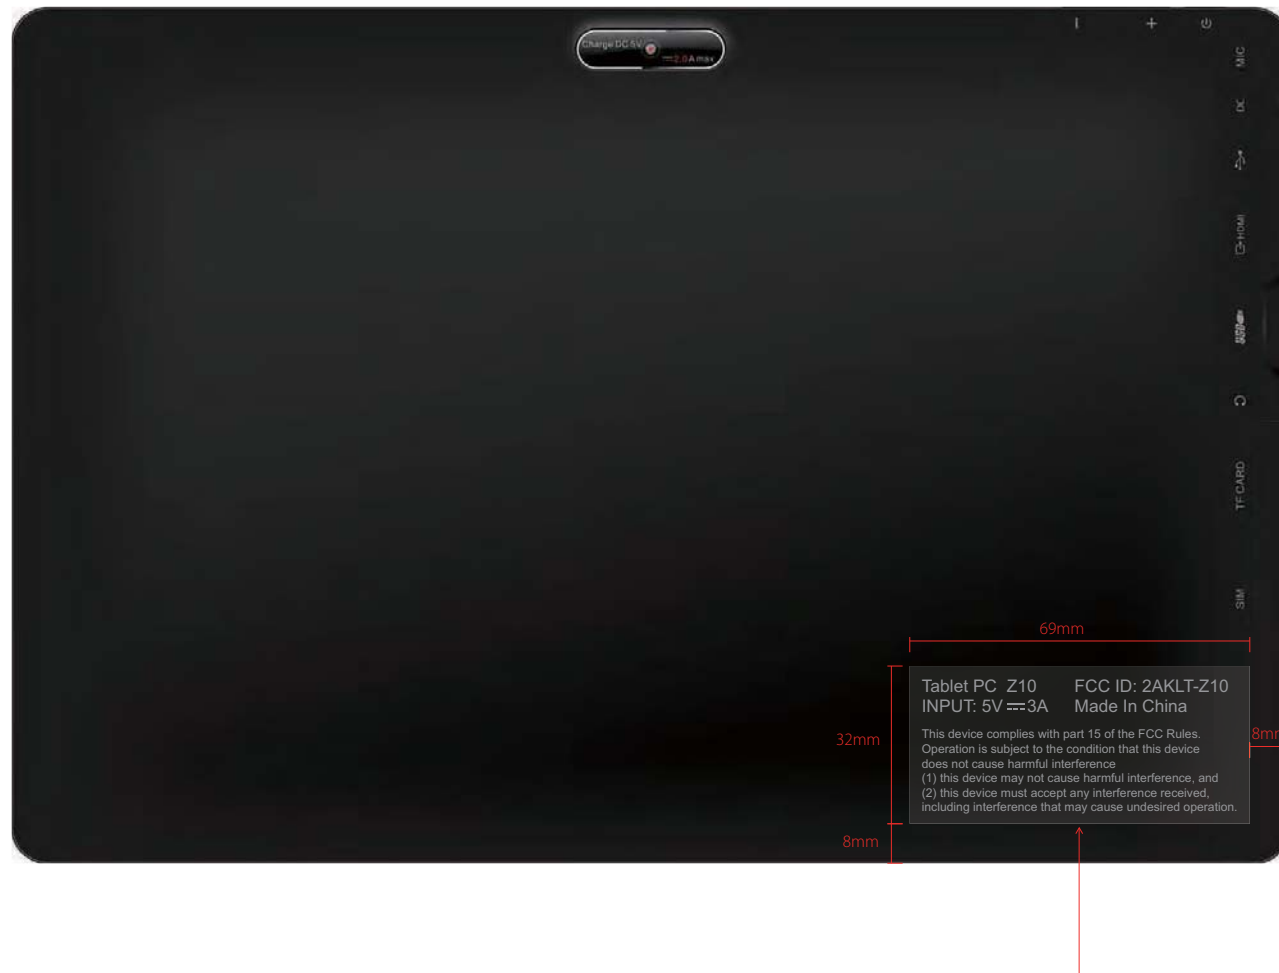 Charge DC 5V
2.0A max
MIC
DC
HDMI
TF CARD
SIM
69mm
32mm
8mm
8mm
Tablet PC Z10 FCC ID: 2AKLT-Z10
INPUT: 5V 3A Made In China
This device complies with part 15 of the FCC Rules.
Operation is subject to the condition that this device
does not cause harmful interference
(1) this device may not cause harmful interference, and
(2) this device must accept any interference received,
including interference that may cause undesired operation.